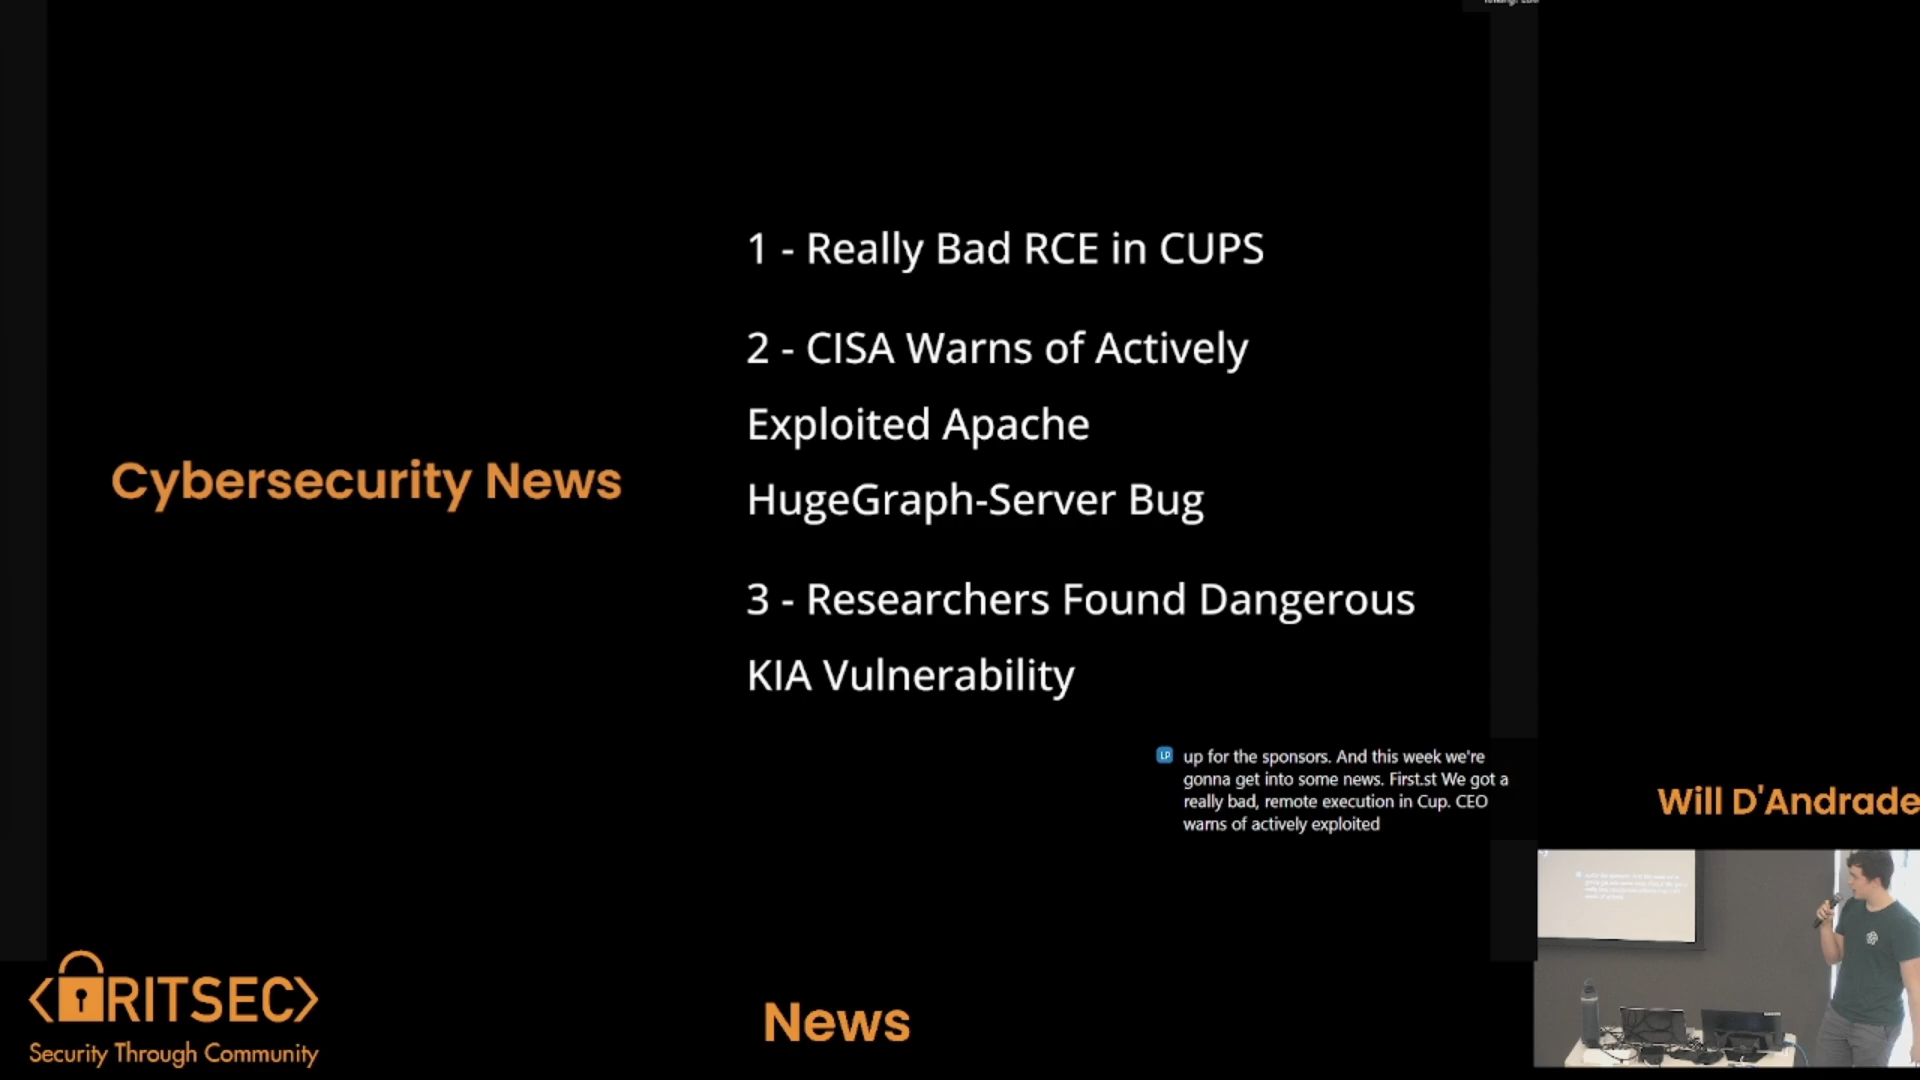 1 - Really Bad RCE in CUPS
2 - CISA Warns of Actively
Exploited Apache
HugeGraph-Server Bug
3 - Researchers Found Dangerous
KIA Vulnerability
Cybersecurity News
LP
up for the sponsors. And this week we're
gonna get into some news. First.st We got a
really bad, remote execution in Cup. CEO
warns of actively exploited
Will D'Andrade
<RITSEC>
Security Through Community
News